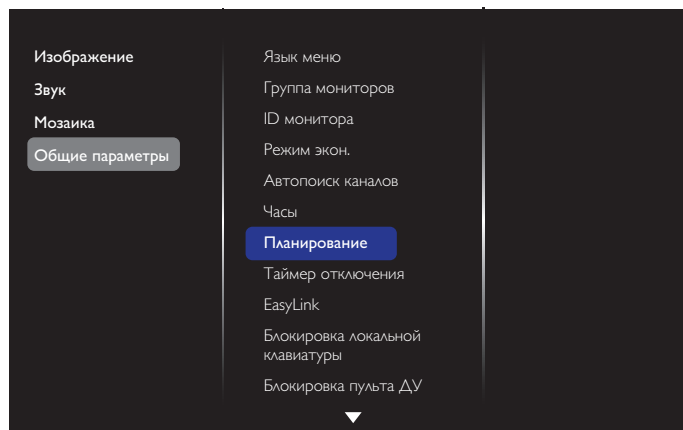 Изображение
Звук
Мозаика
Общие параметры
Язык меню
Группа мониторов
ID монитора
Режим экон.
Автопоиск каналов
Часы
Планирование
Таймер отключения
EasyLink
Блокировка локальной
клавиатуры
Блокировка пульта ДУ